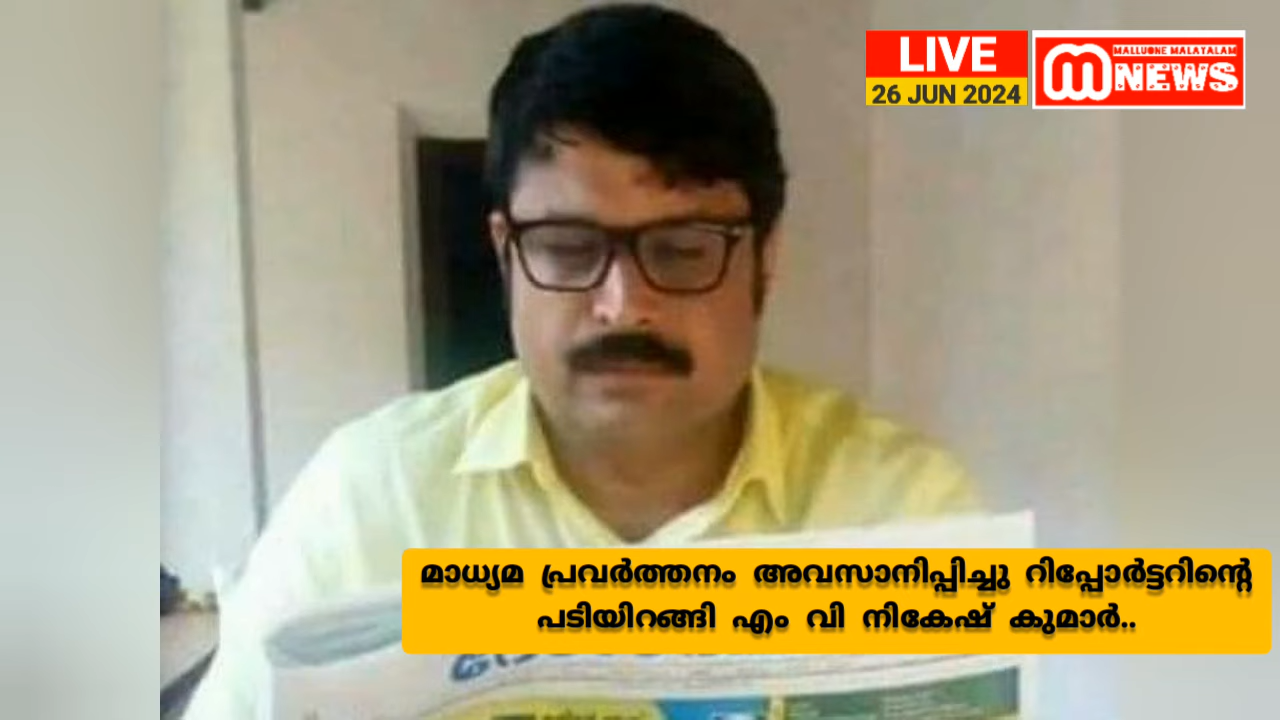 LIVE
26 JUN 2024
MALLUONE MALAYALAM
NEWS
മാധ്യമ പ്രവർത്തനം അവസാനിപ്പിച്ചു റിപ്പോർട്ടറിന്റെ
പടിയിറങ്ങി എം വി നികേഷ് കുമാർ..